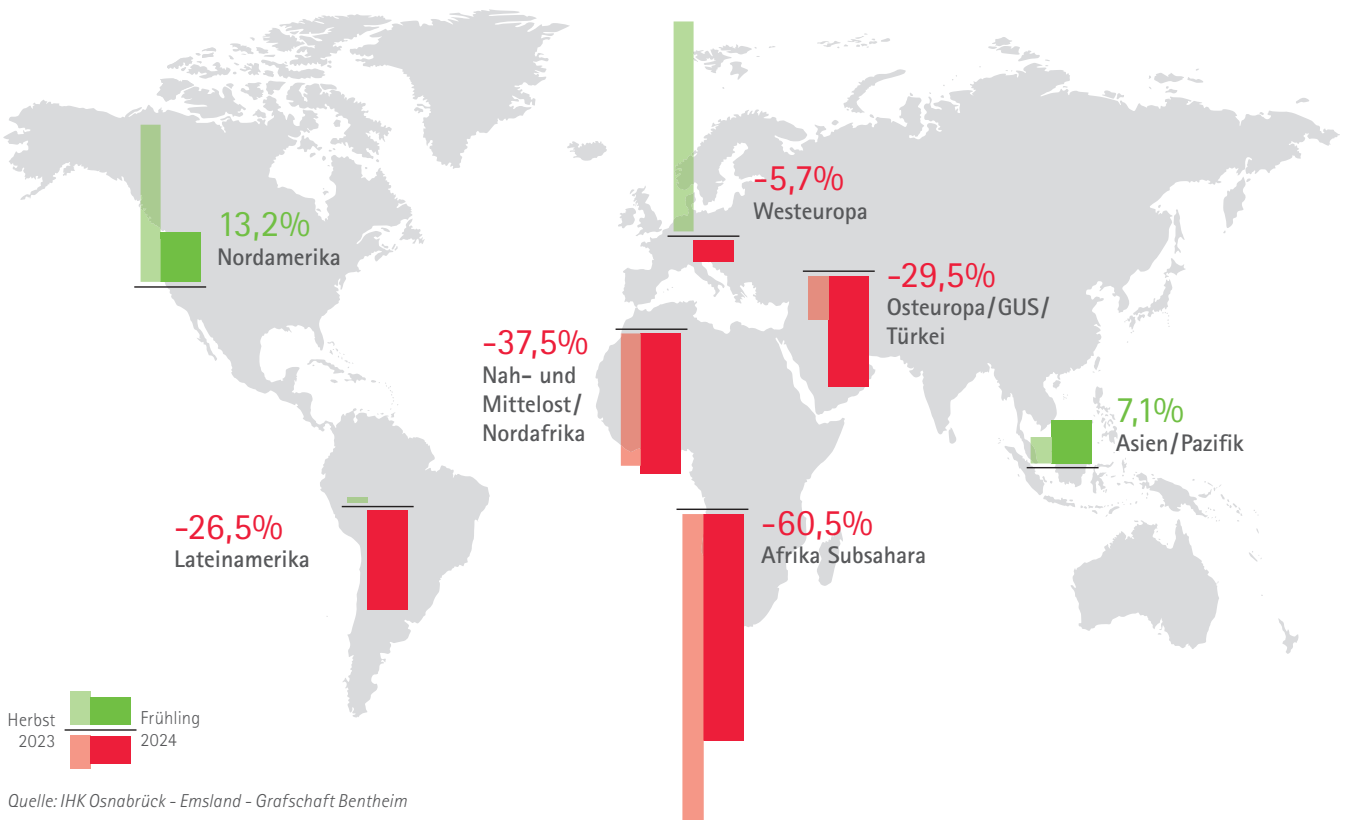 -5,7%
Westeuropa
13,2%
Nordamerika
-29,5%
Osteuropa/GUS/
Türkei
-37,5%
Nah- und
Mittelost/
Nordafrika
7,1%
Asien/Pazifik
-26,5%
Lateinamerika
-60,5%
Afrika Subsahara
Herbst
2023
Frühling
2024
Quelle: IHK Osnabrück - Emsland - Grafschaft Bentheim